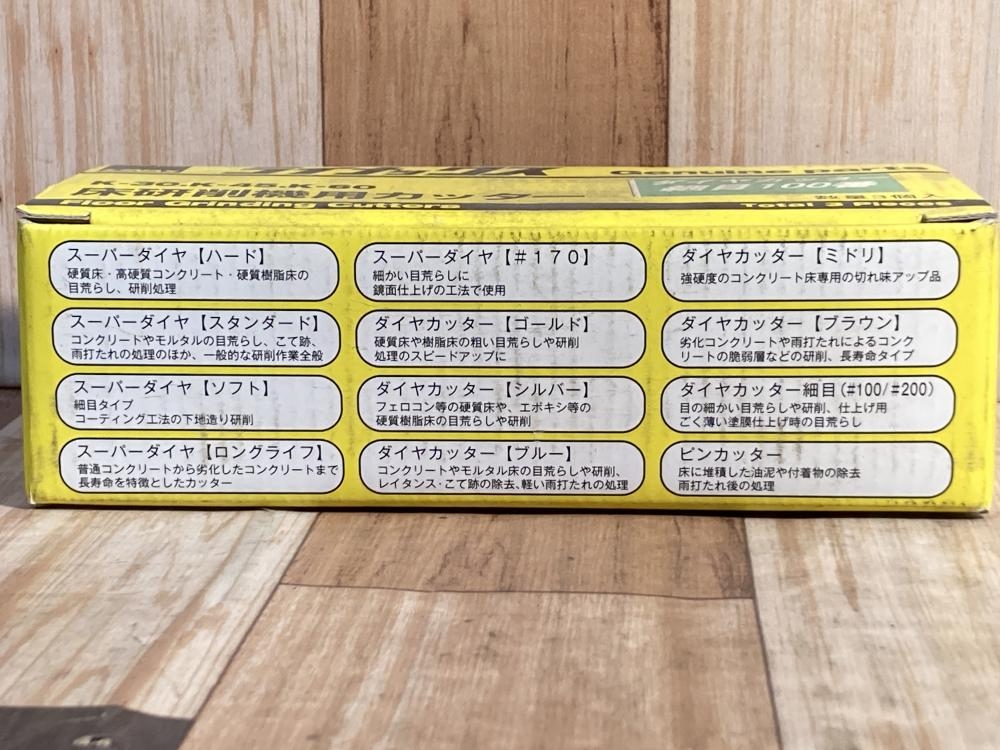 Genuine parts
床研削機用カッター
数量 1個入
Floor Grinding Cutters
スーパーダイヤ【ハード】
硬質床・高硬質コンクリート・硬質樹脂床の
目荒らし、研削処理
スーパーダイヤ【スタンダード】
コンクリートやモルタルの目荒らし、こて跡、
雨打たれの処理のほか、一般的な研削作業全般
スーパーダイヤ【ソフト】
細目タイプ
コーティング工法の下地造り研削
スーパーダイヤ【ロングライフ】
普通コンクリートから劣化したコンクリートまで
長寿命を特徴としたカッター
スーパーダイヤ【#170】
細かい目荒らしに
鏡面仕上げの工法で使用
ダイヤカッター【ゴールド】
硬質床や樹脂床の粗い目荒らしや研削
処理のスピードアップに
ダイヤカッター【シルバー】
フェロコン等の硬質床や、エポキシ等の
硬質樹脂床の目荒らしや研削
ダイヤカッター【ブルー】
コンクリートやモルタル床の目荒らしや研削、
レイタンス・こて跡の除去、軽い雨打たれの処理
ダイヤカッター【ミドリ】
強硬度のコンクリート床専用の切れ味アップ品
ダイヤカッター【ブラウン】
劣化コンクリートや雨打たれによるコンク
リートの脆弱層などの研削、長寿命タイプ
ダイヤカッター細目(#100/#200)
目の細かい目荒らしや研削、仕上げ用
ごく薄い塗膜仕上げ時の目荒らし
ピンカッター
床に堆積した油泥や付着物の除去
雨打たれ後の処理